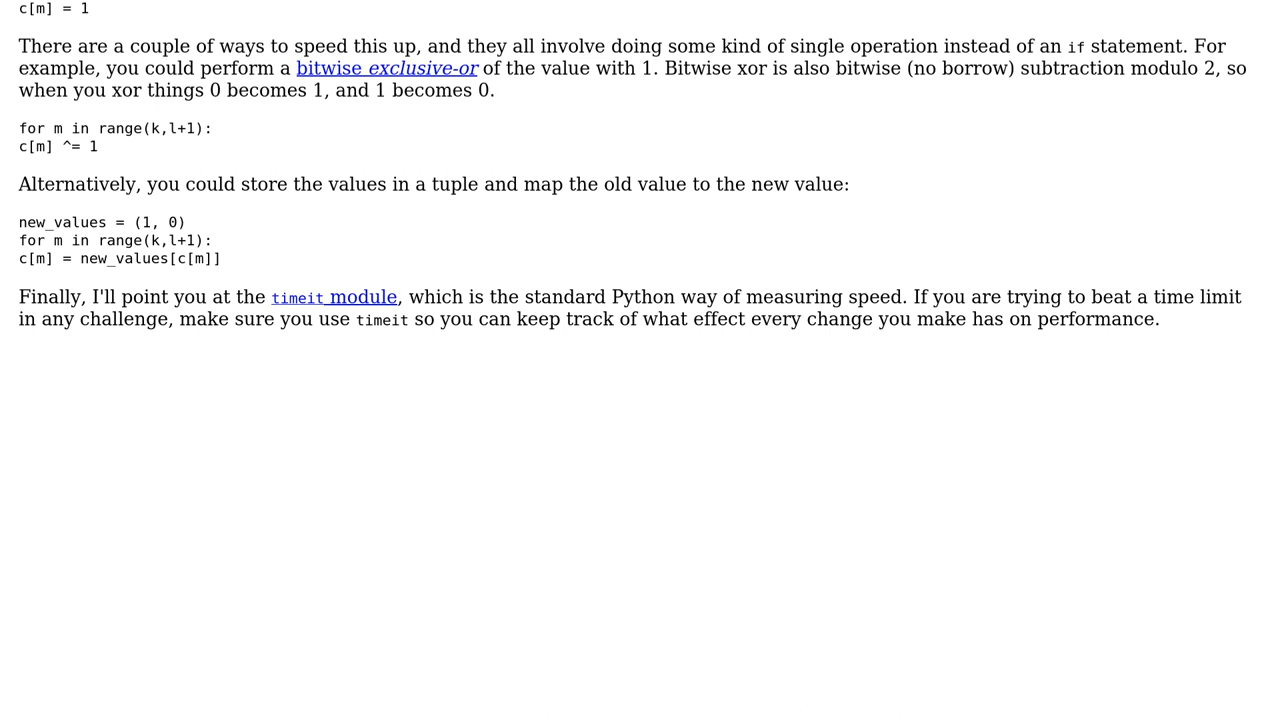 c[m] = 1
There are a couple of ways to speed this up, and they all involve doing some kind of single operation instead of an if statement. For
example, you could perform a bitwise exclusive-or of the value with 1. Bitwise xor is also bitwise (no borrow) subtraction modulo 2, so
when you xor things 0 becomes 1, and 1 becomes 0.
for m in range(k,l+1):
c[m] ^= 1
Alternatively, you could store the values in a tuple and map the old value to the new value:
new_values = (1, 0)
for m in range(k,l+1):
c[m] = new_values[c[m]]
Finally, I'll point you at the timeit module, which is the standard Python way of measuring speed. If you are trying to beat a time limit
in any challenge, make sure you use timeit so you can keep track of what effect every change you make has on performance.